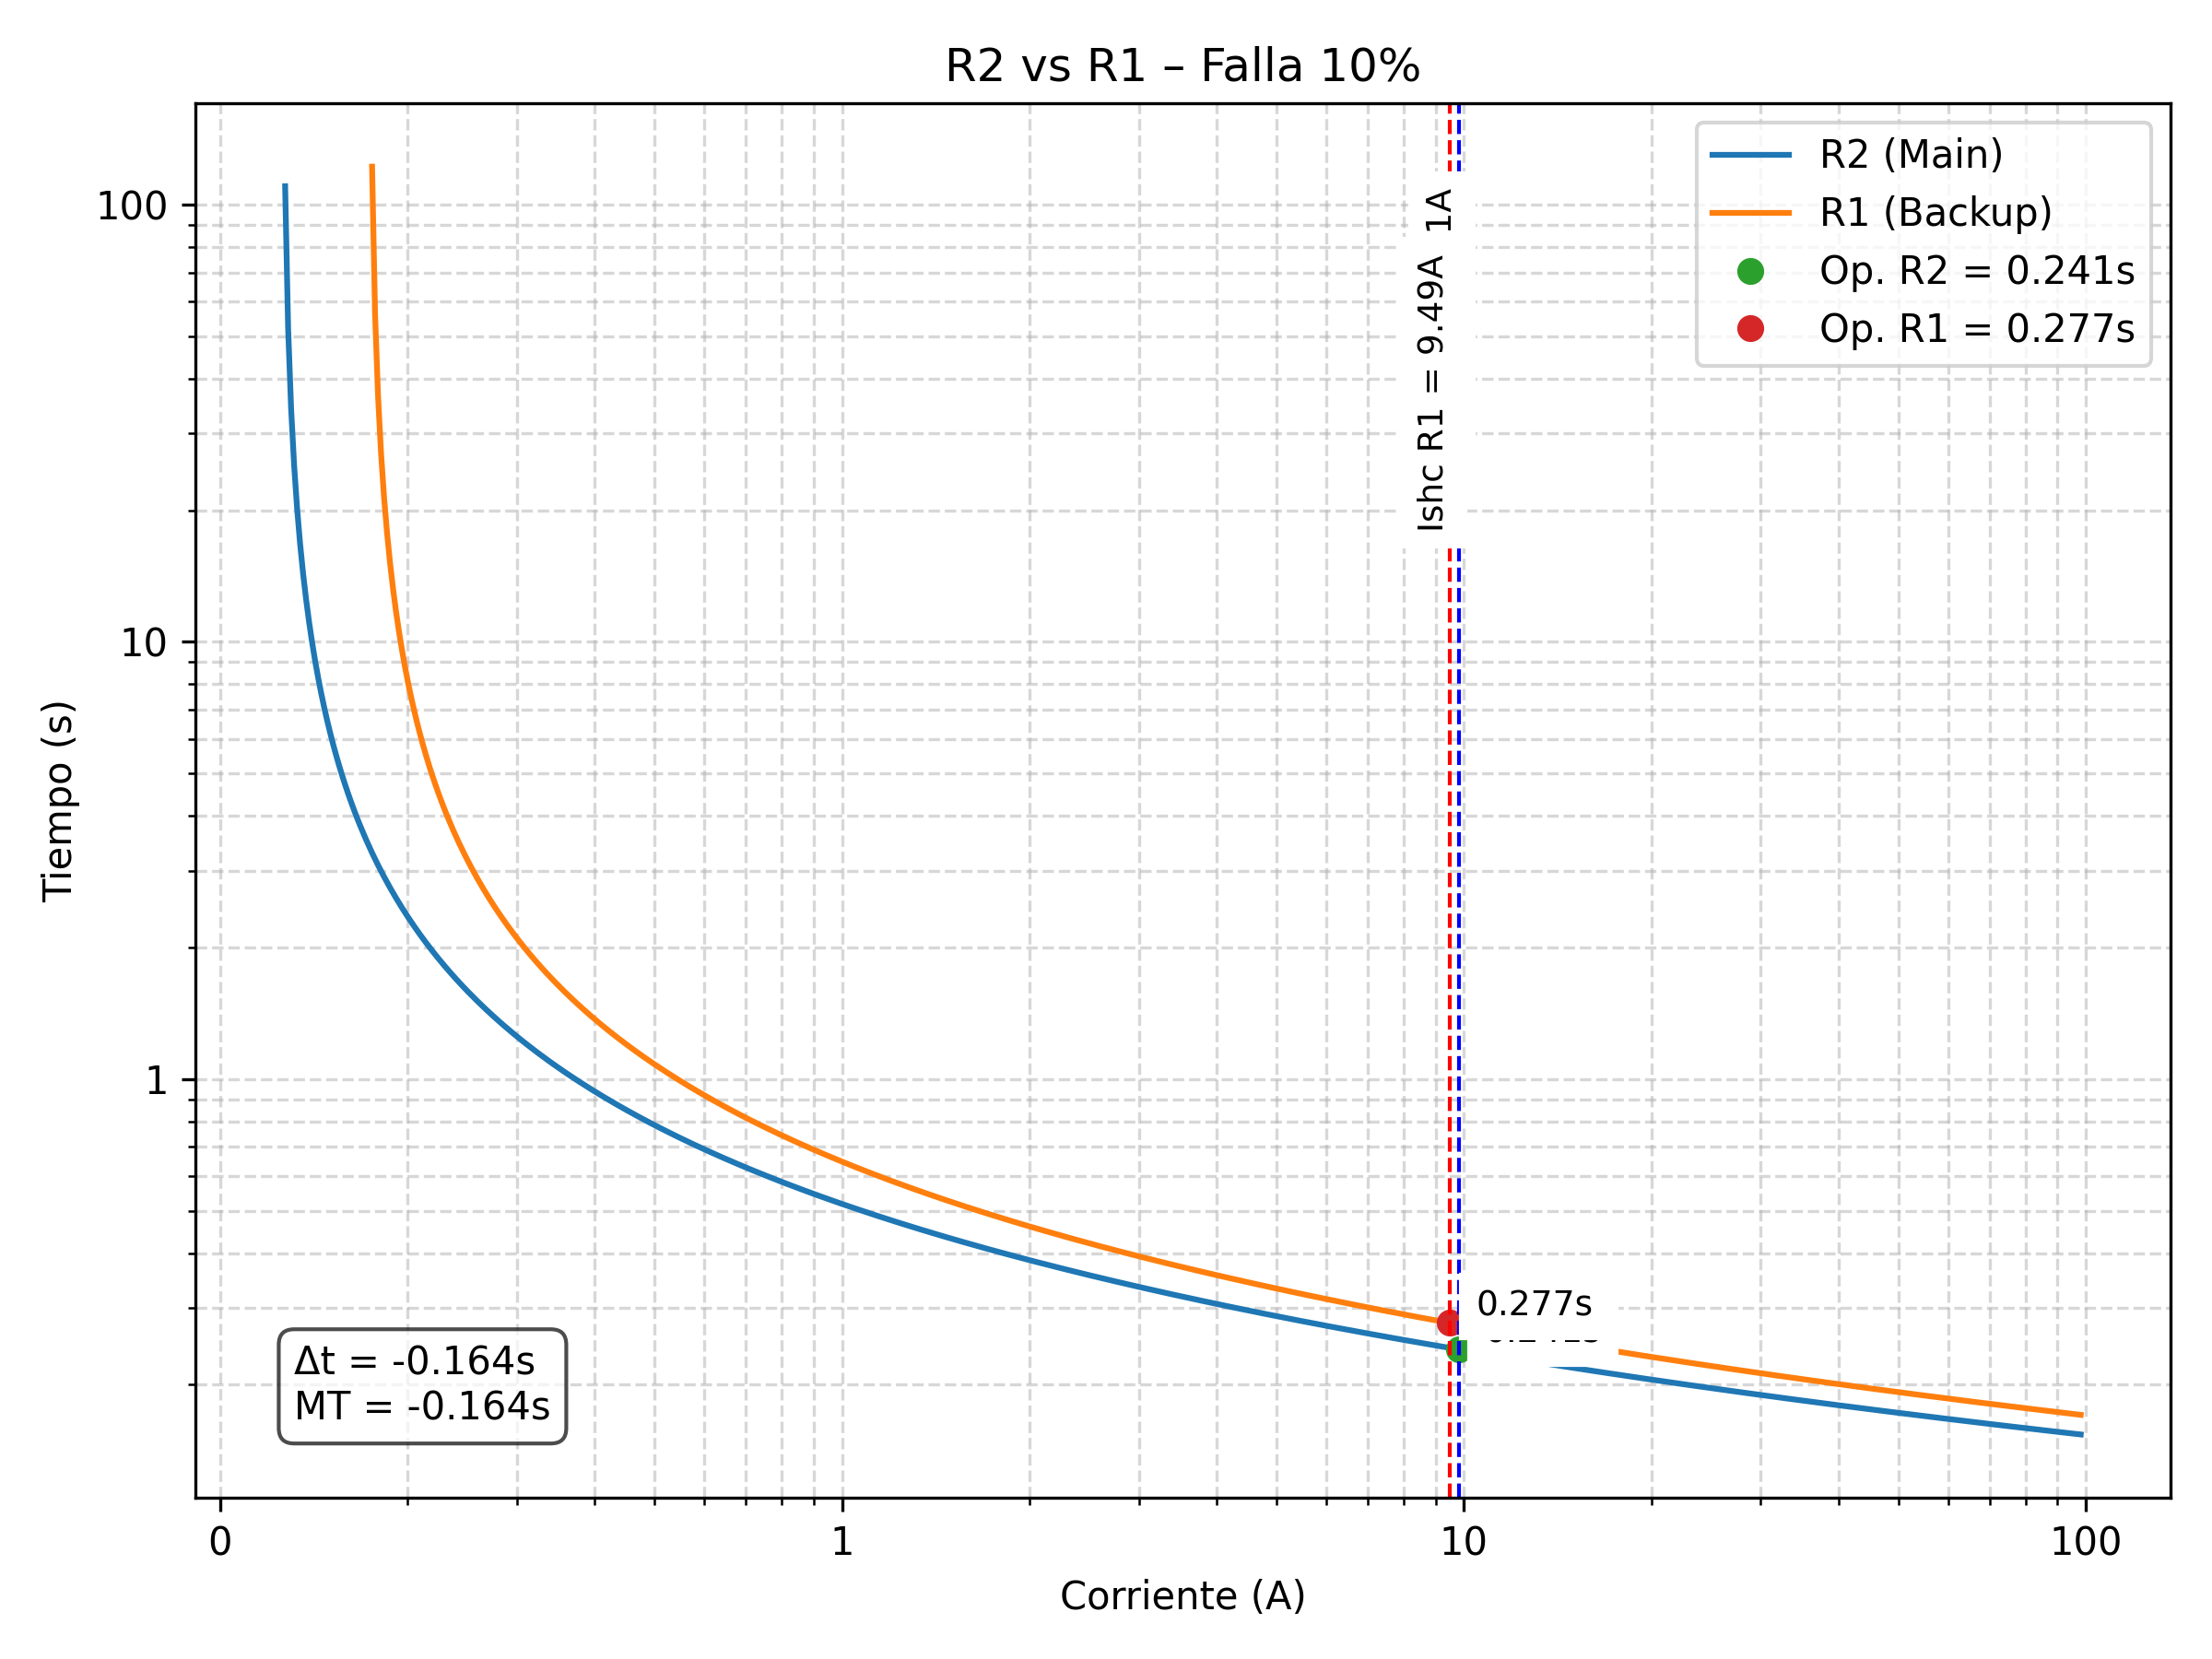 R2 vs R1 – Falla 10%
R2 (Main)
R1 (Backup)
Op. R2 = 0.241s
Op. R1 = 0.277s
1A
Ishc R1 = 9.49A
100
10
1
Tiempo (s)
0.277s
Δt = -0.164s
MT = -0.164s
0
1
10
100
Corriente (A)